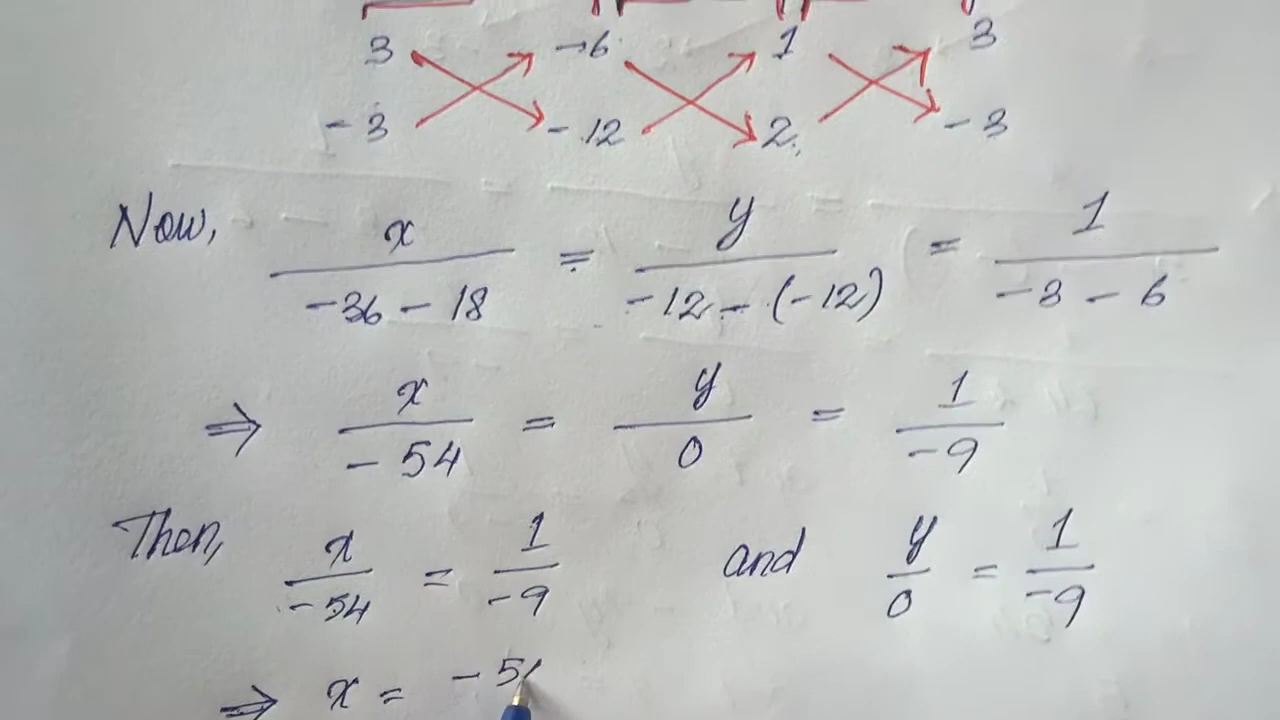 3 -6 1 3
-3 -12 2 -3
Now, x/(-36 - 18) = y/(-12 - (-12)) = 1/(-3 - 6)
⇒ x/(-54) = y/0 = 1/(-9)
Then, x/(-54) = 1/(-9) and y/0 = 1/(-9)
⇒ x = -5